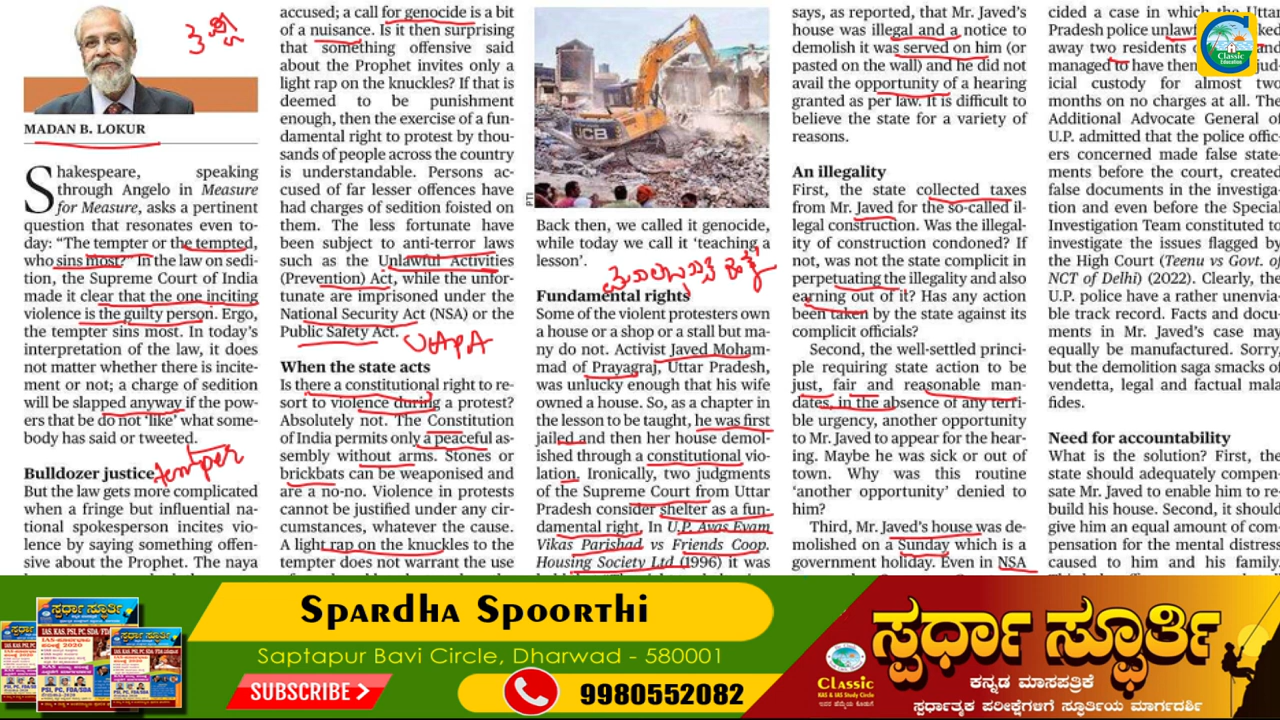 MADAN B. LOKUR
Shakespeare, speaking
through Angelo in Measure
for Measure, asks a pertinent
question that resonates even to-
day: “The tempter or the tempted,
who sins most?” In the law on sedi-
tion, the Supreme Court of India
made it clear that the one inciting
violence is the guilty person. Ergo,
the tempter sins most. In today’s
interpretation of the law, it does
not matter whether there is incite-
ment or not; a charge of sedition
will be slapped anyway if the pow-
ers that be do not ‘like’ what some-
body has said or tweeted.
Bulldozer justice
temper
But the law gets more complicated
when a fringe but influential na-
tional spokesperson incites vio-
lence by saying something offen-
sive about the Prophet. The naya
accused; a call for genocide is a bit
of a nuisance. Is it then surprising
that something offensive said
about the Prophet invites only a
light rap on the knuckles? If that is
deemed to be punishment
enough, then the exercise of a fun-
damental right to protest by thou-
sands of people across the country
is understandable. Persons ac-
cused of far lesser offences have
had charges of sedition foisted on
them. The less fortunate have
been subject to anti-terror laws
such as the Unlawful Activities
(Prevention) Act, while the unfor-
tunate are imprisoned under the
National Security Act (NSA) or the
Public Safety Act.
UAPA
When the state acts
Is there a constitutional right to re-
sort to violence during a protest?
Absolutely not. The Constitution
of India permits only a peaceful as-
sembly without arms. Stones or
brickbats can be weaponised and
are a no-no. Violence in protests
cannot be justified under any cir-
cumstances, whatever the cause.
A light rap on the knuckles to the
tempter does not warrant the use
JCB
PTI
Back then, we called it genocide,
while today we call it ‘teaching a
lesson’.
Fundamental rights
Some of the violent protesters own
a house or a shop or a stall but ma-
ny do not. Activist Javed Moham-
mad of Prayagraj, Uttar Pradesh,
was unlucky enough that his wife
owned a house. So, as a chapter in
the lesson to be taught, he was first
jailed and then her house demol-
ished through a constitutional vio-
lation. Ironically, two judgments
of the Supreme Court from Uttar
Pradesh consider shelter as a fun-
damental right. In U.P. Avas Evam
Vikas Parishad vs Friends Coop.
Housing Society Ltd (1996) it was
says, as reported, that Mr. Javed’s
house was illegal and a notice to
demolish it was served on him (or
pasted on the wall) and he did not
avail the opportunity of a hearing
granted as per law. It is difficult to
believe the state for a variety of
reasons.
An illegality
First, the state collected taxes
from Mr. Javed for the so-called il-
legal construction. Was the illegal-
ity of construction condoned? If
not, was not the state complicit in
perpetuating the illegality and also
earning out of it? Has any action
been taken by the state against its
complicit officials?
Second, the well-settled princi-
ple requiring state action to be
just, fair and reasonable man-
dates, in the absence of any terri-
ble urgency, another opportunity
to Mr. Javed to appear for the hear-
ing. Maybe he was sick or out of
town. Why was this routine
‘another opportunity’ denied to
him?
Third, Mr. Javed’s house was de-
molished on a Sunday which is a
government holiday. Even in NSA
cided a case in which the Uttar
Pradesh police
away two residents
managed to have then
icial custody for almost two
months on no charges at all. The
Additional Advocate General of
U.P. admitted that the police offic
ers concerned made false state-
ments before the court, created
false documents in the investiga-
tion and even before the Special
Investigation Team constituted to
investigate the issues flagged by
the High Court (Teenu vs Govt. of
NCT of Delhi) (2022). Clearly, the
U.P. police have a rather unenvia-
ble track record. Facts and docu-
ments in Mr. Javed’s case may
equally be manufactured. Sorry,
but the demolition saga smacks of
vendetta, legal and factual mala
fides.
Need for accountability
What is the solution? First, the
state should adequately compen-
sate Mr. Javed to enable him to re-
build his house. Second, it should
give him an equal amount of com-
pensation for the mental distress
caused to him and his family.
Classic
Education
Spardha Spoorthi
Saptapur Bavi Circle, Dharwad - 580001
SUBSCRIBE
9980552082
ಸ್ಪರ್ಧಾ ಸ್ಫೂರ್ತಿ
ಕನ್ನಡ ಮಾಸಪತ್ರಿಕೆ
ಸ್ಪರ್ಧಾತ್ಮಕ ಪರೀಕ್ಷೆಗಳಿಗೆ ಸ್ಫೂರ್ತಿಯ ಮಾರ್ಗದರ್ಶಿ
Classic
KAS & IAS Study Circle